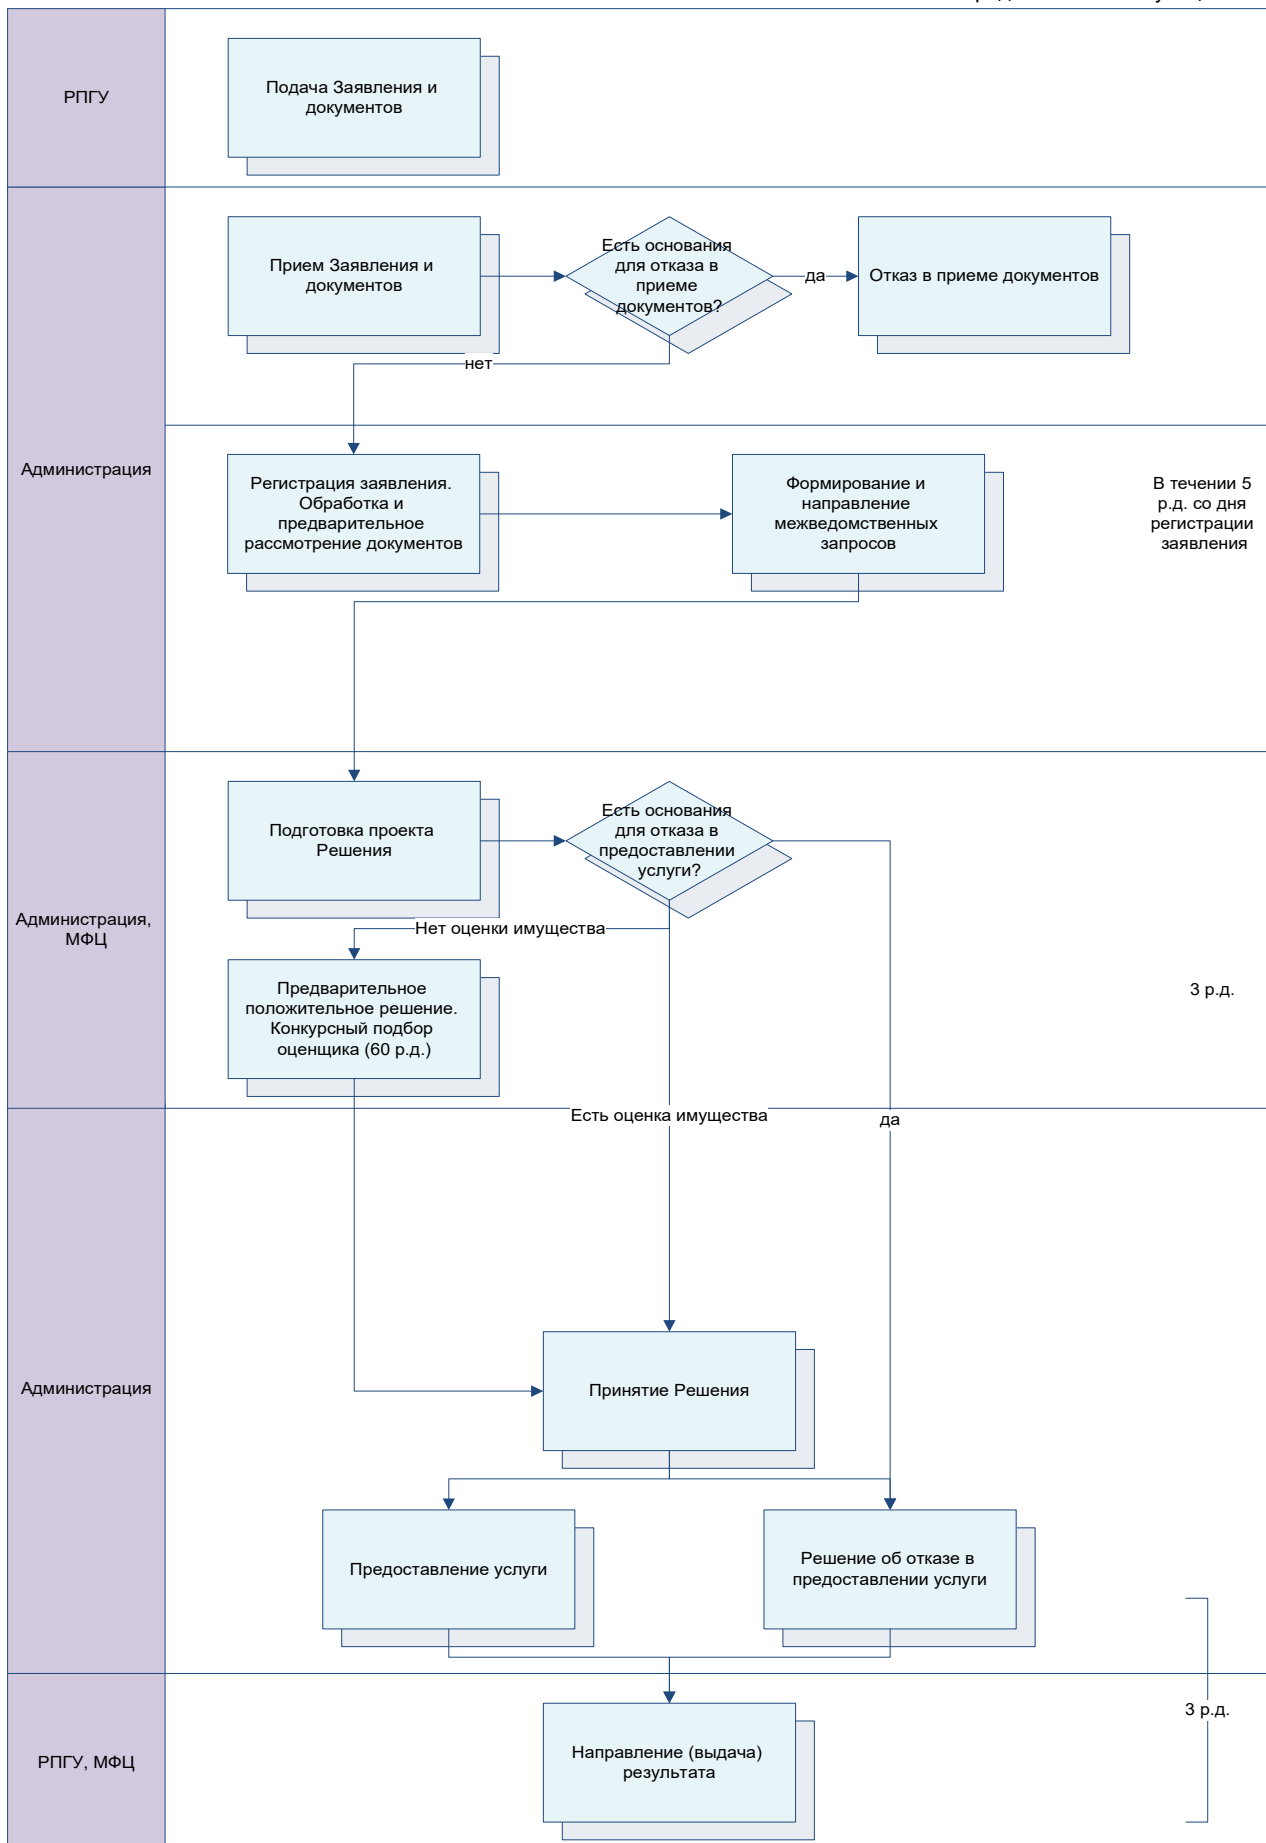 РПГУ
Подача Заявления и
документов
Администрация
Прием Заявления и
документов
Есть основания
для отказа в
приеме
документов?
да
Отказ в приеме документов
нет
Регистрация заявления.
Обработка и
предварительное
рассмотрение документов
Формирование и
направление
межведомственных
запросов
В течении 5
р.д. со дня
регистрации
заявления
Администрация,
МФЦ
Подготовка проекта
Решения
Есть основания
для отказа в
предоставлении
услуги?
Нет оценки имущества
Предварительное
положительное решение.
Конкурсный подбор
оценщика (60 р.д.)
3 р.д.
Есть оценка имущества
да
Администрация
Принятие Решения
Предоставление услуги
Решение об отказе в
предоставлении услуги
3 р.д.
РПГУ, МФЦ
Направление (выдача)
результата